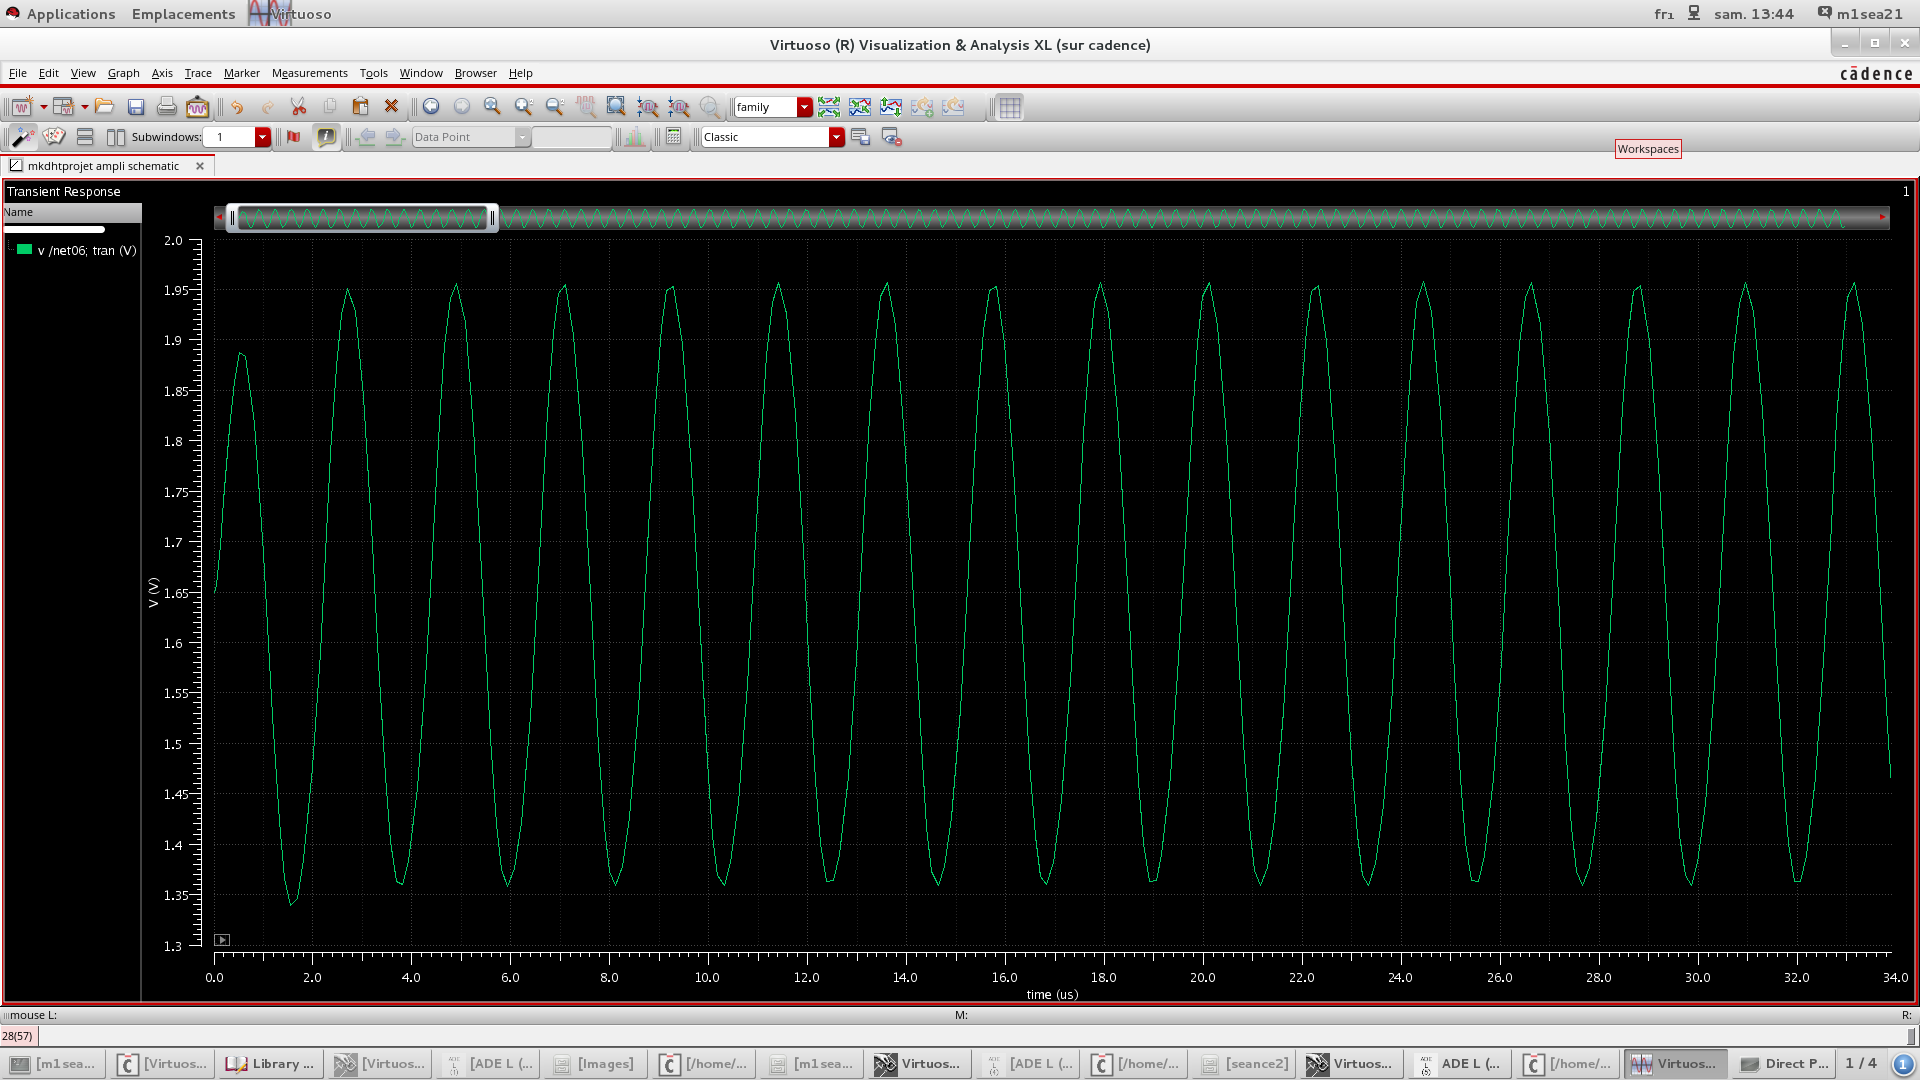 Applications Emplacements Virtuoso fr₁ sam. 13:44 m1sea21
Virtuoso (R) Visualization & Analysis XL (sur cadence)
File Edit View Graph Axis Trace Marker Measurements Tools Window Browser Help cādence
family
Subwindows: 1 Data Point Classic
Workspaces
mkdhtprojet ampli schematic
Transient Response 1
Name
v /net06; tran (V)
2.0
1.95
1.9
1.85
1.8
1.75
1.7
1.65
1.6
1.55
1.5
1.45
1.4
1.35
1.3
V (V)
0.0 2.0 4.0 6.0 8.0 10.0 12.0 14.0 16.0 18.0 20.0 22.0 24.0 26.0 28.0 30.0 32.0 34.0
time (us)
mouse L: M: R:
28(57)
[m1sea... [Virtuos... Library ... [Virtuos... [ADE L (... [Images] [/home/... [m1sea... Virtuos... [ADE L (... [/home/... [seance2] Virtuos... ADE L (... [/home/... Virtuos... Direct P... 1 / 4 1